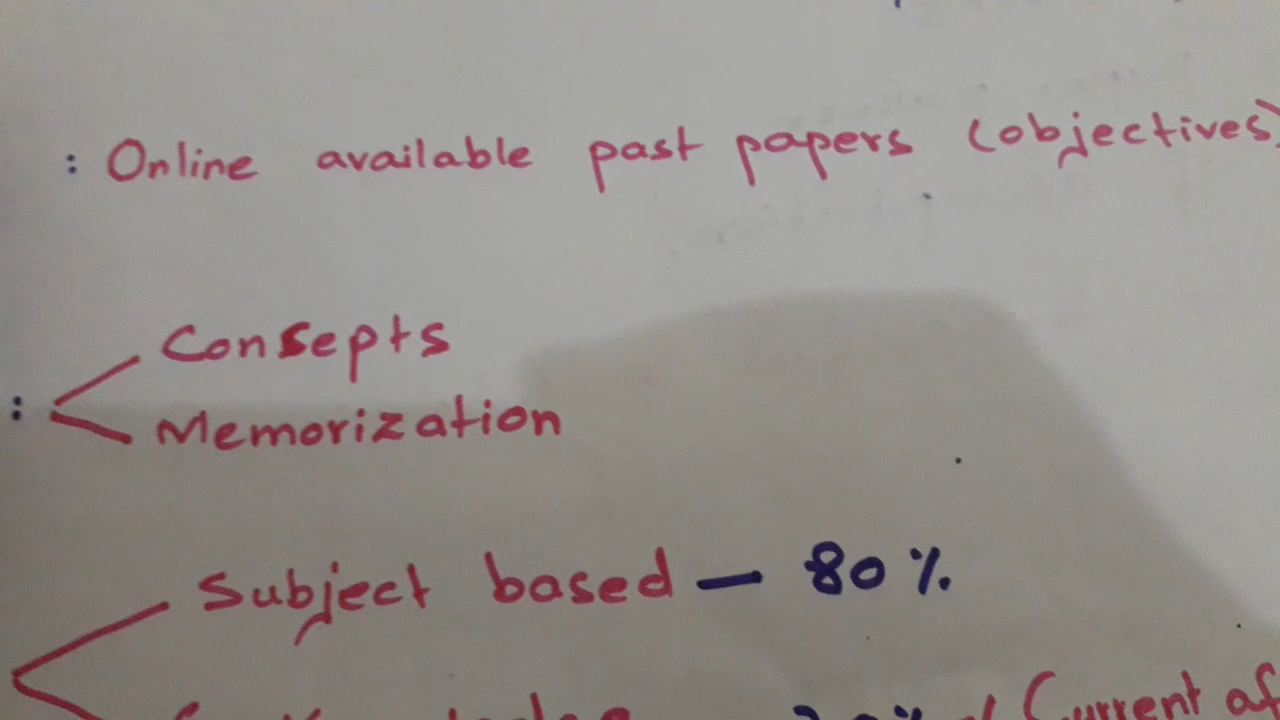 : Online available past papers (objectives)
: Consepts
Memorization
Subject based — 80 %
(Current af